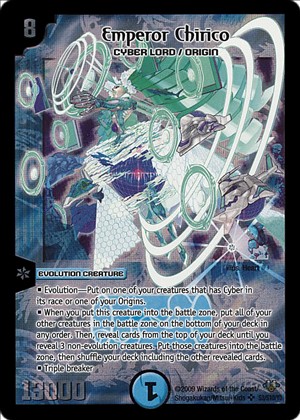 8
Emperor Chirico
CYBER LORD / ORIGIN
EVOLUTION CREATURE
■ Evolution—Put on one of your creatures that has Cyber in
its race or one of your Origins.
■ When you put this creature into the battle zone, put all of your
other creatures in the battle zone on the bottom of your deck in
any order. Then, reveal cards from the top of your deck until you
reveal 3 non-evolution creatures. Put those creatures into the battle
zone, then shuffle your deck including the other revealed cards.
■ Triple breaker
13000
1
©2009 Wizards of the Coast/
Shogakukan/Mitsui-Kids